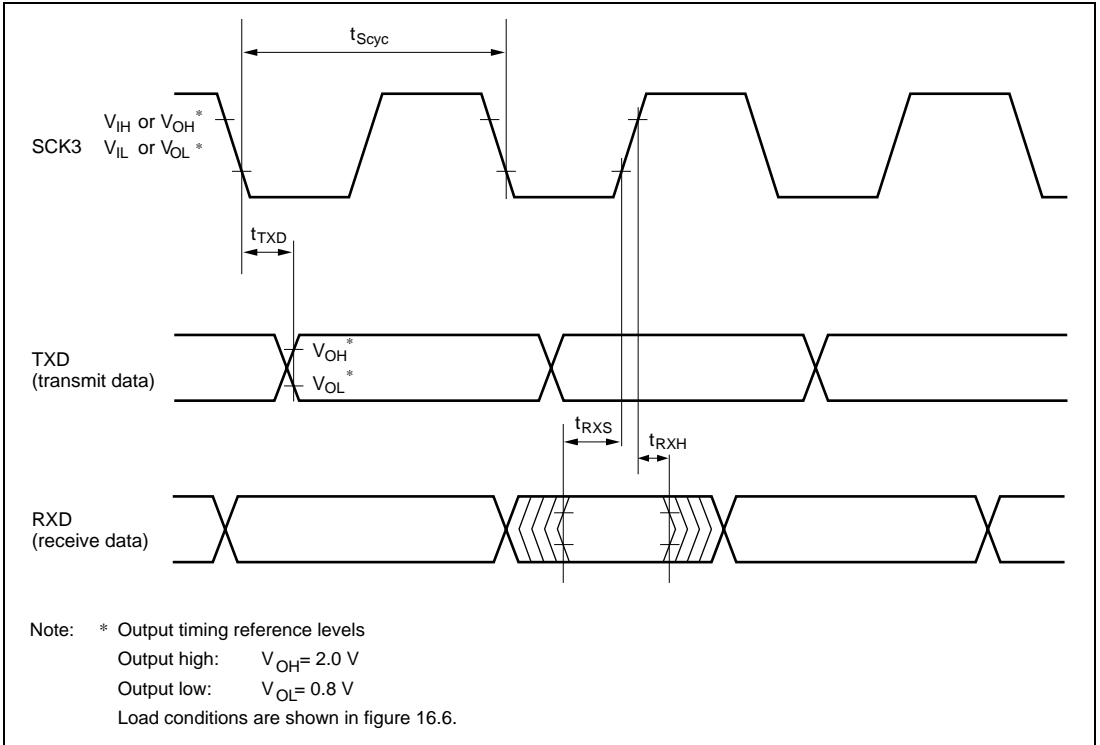 tScyc
VIH or VOH*
SCK3 VIL or VOL*
tTXD
TXD
(transmit data)
VOH*
VOL*
tRXS
tRXH
RXD
(receive data)
Note: * Output timing reference levels
Output high: VOH= 2.0 V
Output low: VOL= 0.8 V
Load conditions are shown in figure 16.6.